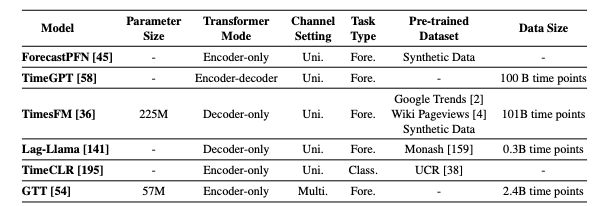 Model Parameter Size Transformer Mode Channel Setting Task Type Pre-trained Dataset Data Size
ForecastPFN [45] - Encoder-only Uni. Fore. Synthetic Data -
TimeGPT [58] - Encoder-decoder Uni. Fore. - 100 B time points
TimesFM [36] 225M Decoder-only Uni. Fore. Google Trends [2] Wiki Pageviews [4] Synthetic Data 101B time points
Lag-Llama [141] - Decoder-only Uni. Fore. Monash [159] 0.3B time points
TimeCLR [195] - Encoder-only Uni. Class. UCR [38] -
GTT [54] 57M Encoder-only Multi. Fore. - 2.4B time points